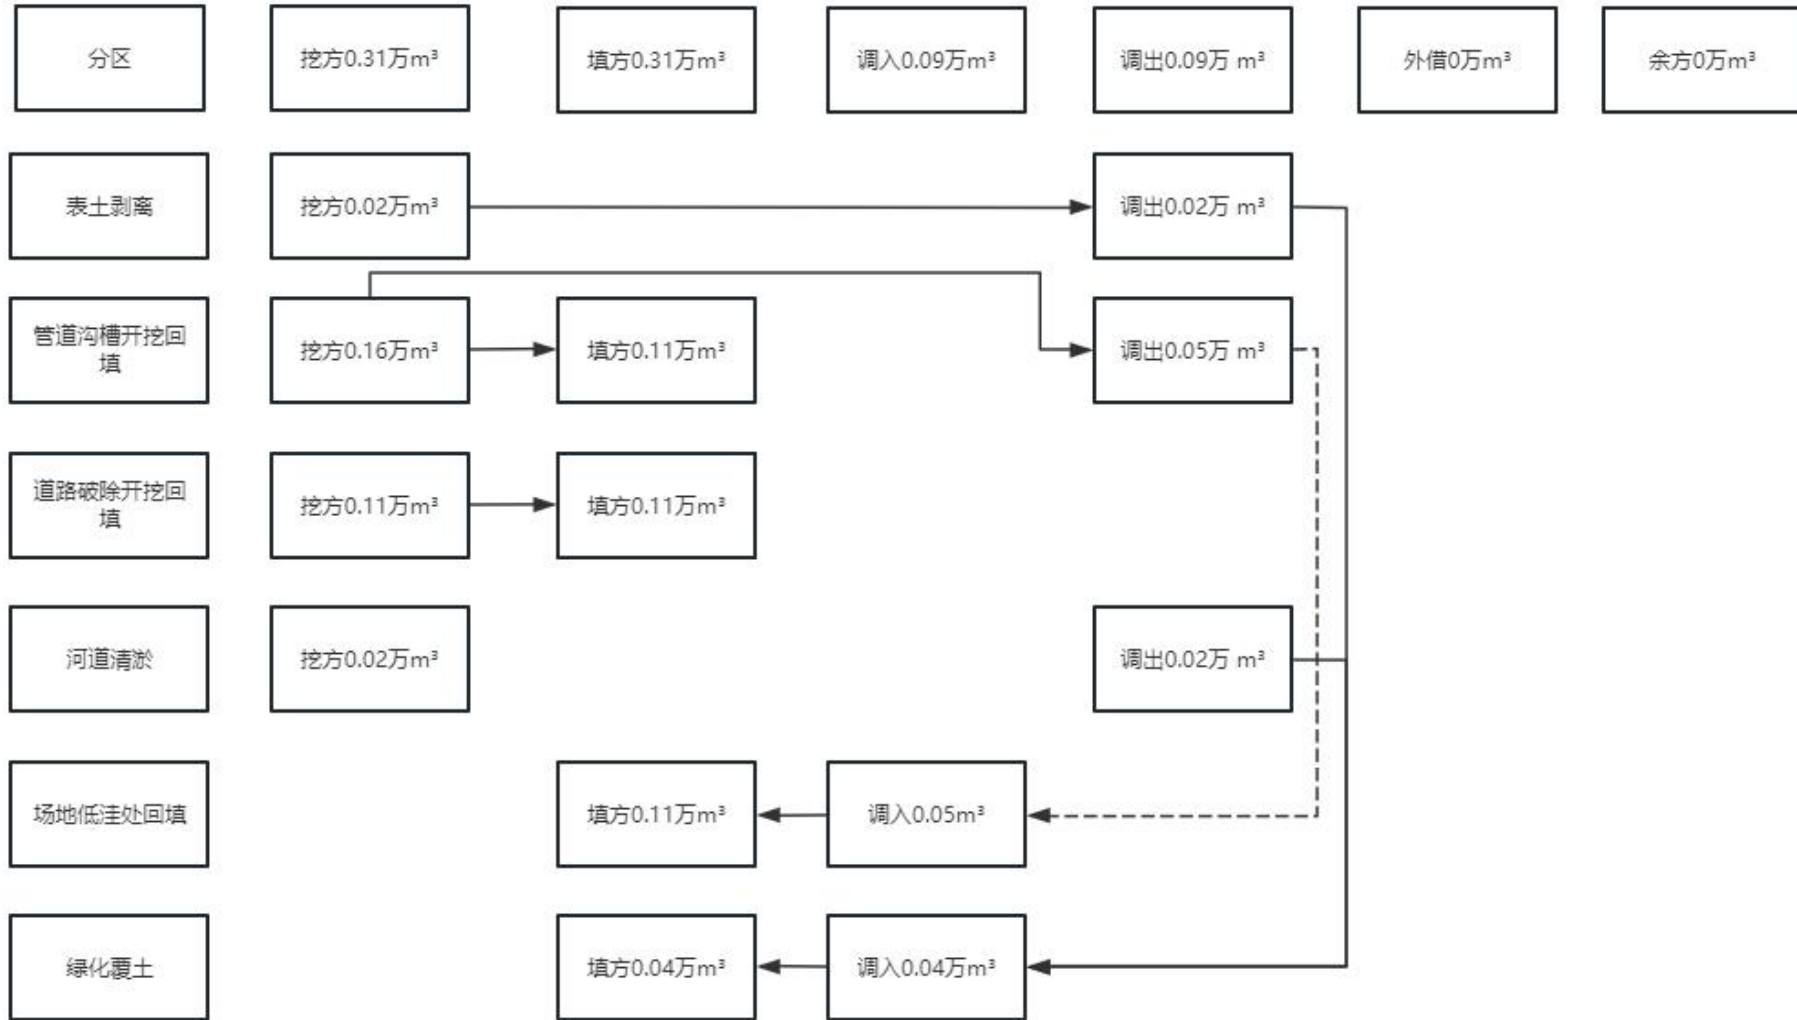 分区
挖方0.31万m³
填方0.31万m³
调入0.09万m³
调出0.09万 m³
外借0万m³
余方0万m³
表土剥离
挖方0.02万m³
调出0.02万 m³
管道沟槽开挖回
填
挖方0.16万m³
填方0.11万m³
调出0.05万 m³
道路破除开挖回
填
挖方0.11万m³
填方0.11万m³
河道清淤
挖方0.02万m³
调出0.02万 m³
场地低洼处回填
填方0.11万m³
调入0.05m³
绿化覆土
填方0.04万m³
调入0.04万m³